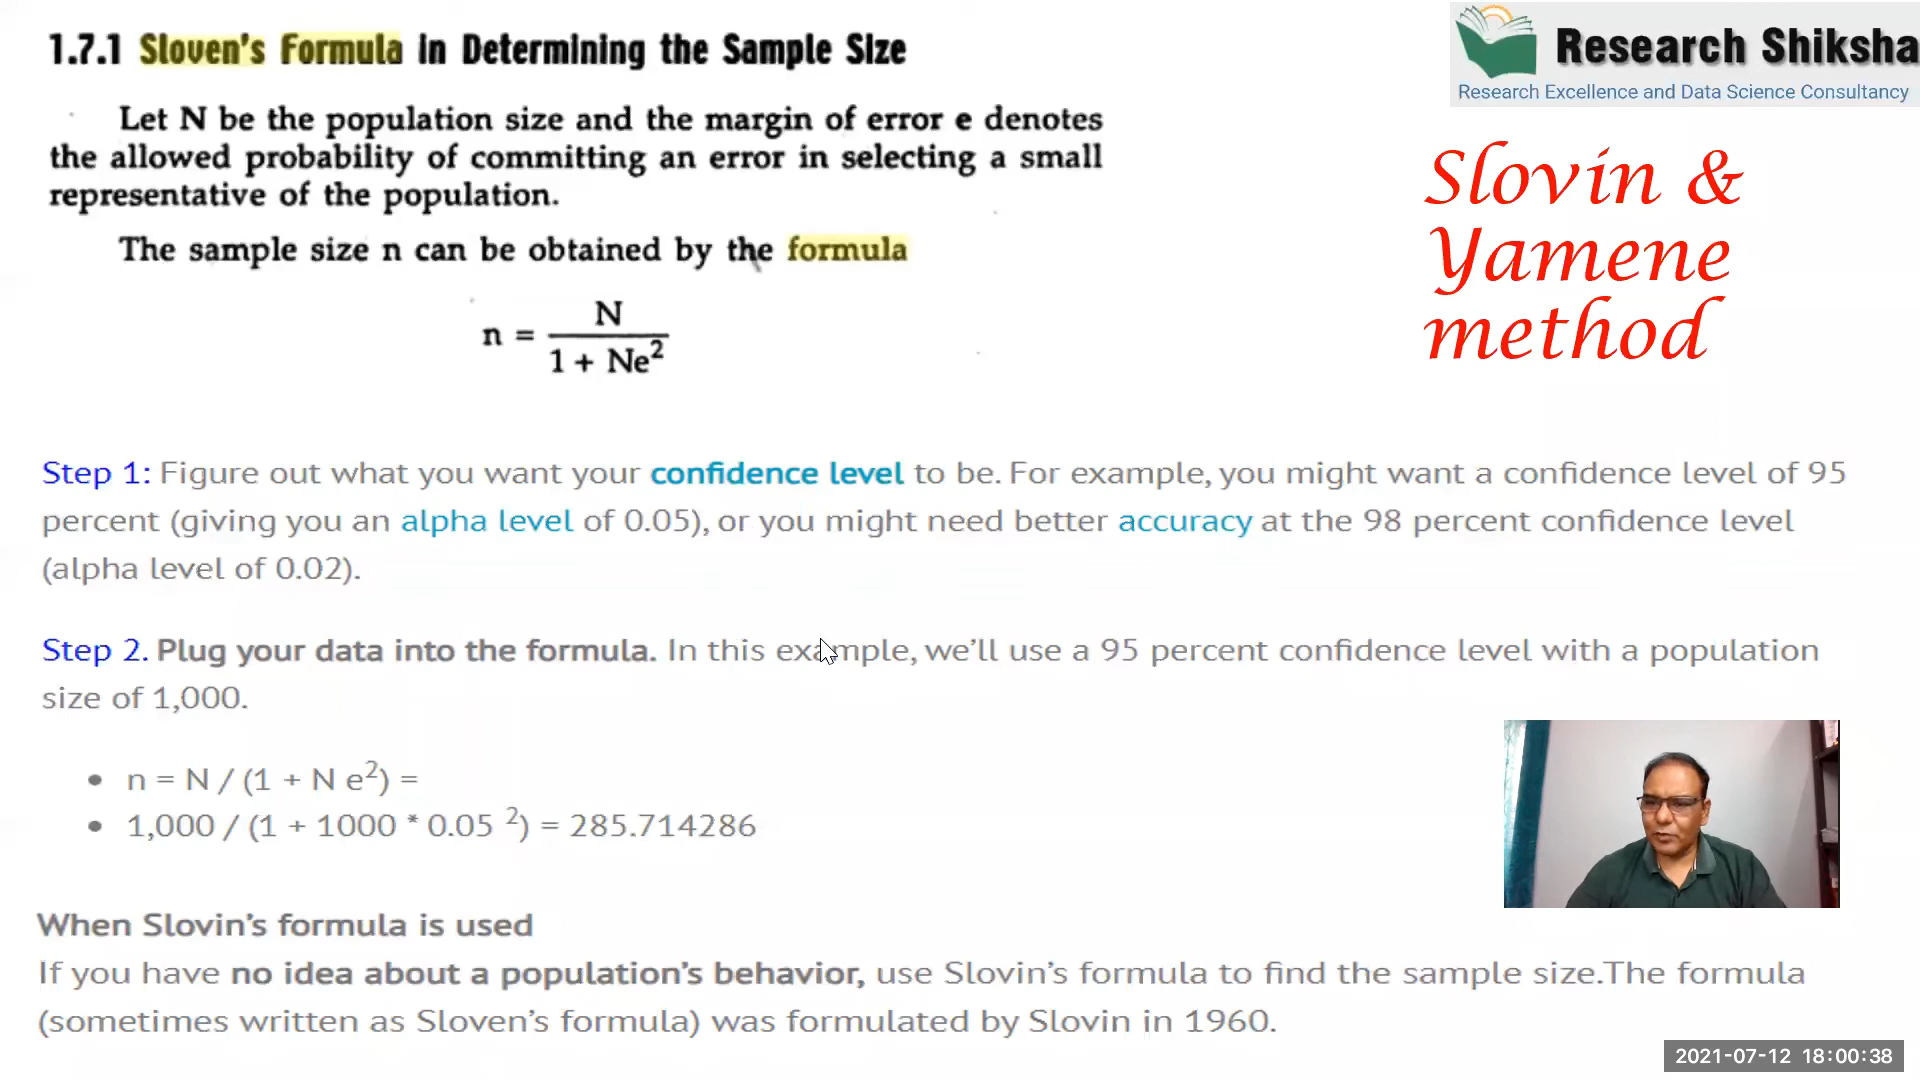 1.7.1 Sloven's Formula in Determining the Sample Size
Let N be the population size and the margin of error e denotes
the allowed probability of committing an error in selecting a small
representative of the population.
The sample size n can be obtained by the formula
n = N / (1 + Ne²)
Research Shiksha
Research Excellence and Data Science Consultancy
Slovin &
Yamene
method
Step 1: Figure out what you want your confidence level to be. For example, you might want a confidence level of 95
percent (giving you an alpha level of 0.05), or you might need better accuracy at the 98 percent confidence level
(alpha level of 0.02).
Step 2. Plug your data into the formula. In this example, we'll use a 95 percent confidence level with a population
size of 1,000.
• n = N / (1 + N e²) =
• 1,000 / (1 + 1000 * 0.05 ²) = 285.714286
When Slovin's formula is used
If you have no idea about a population's behavior, use Slovin's formula to find the sample size.The formula
(sometimes written as Sloven's formula) was formulated by Slovin in 1960.
2021-07-12 18:00:38